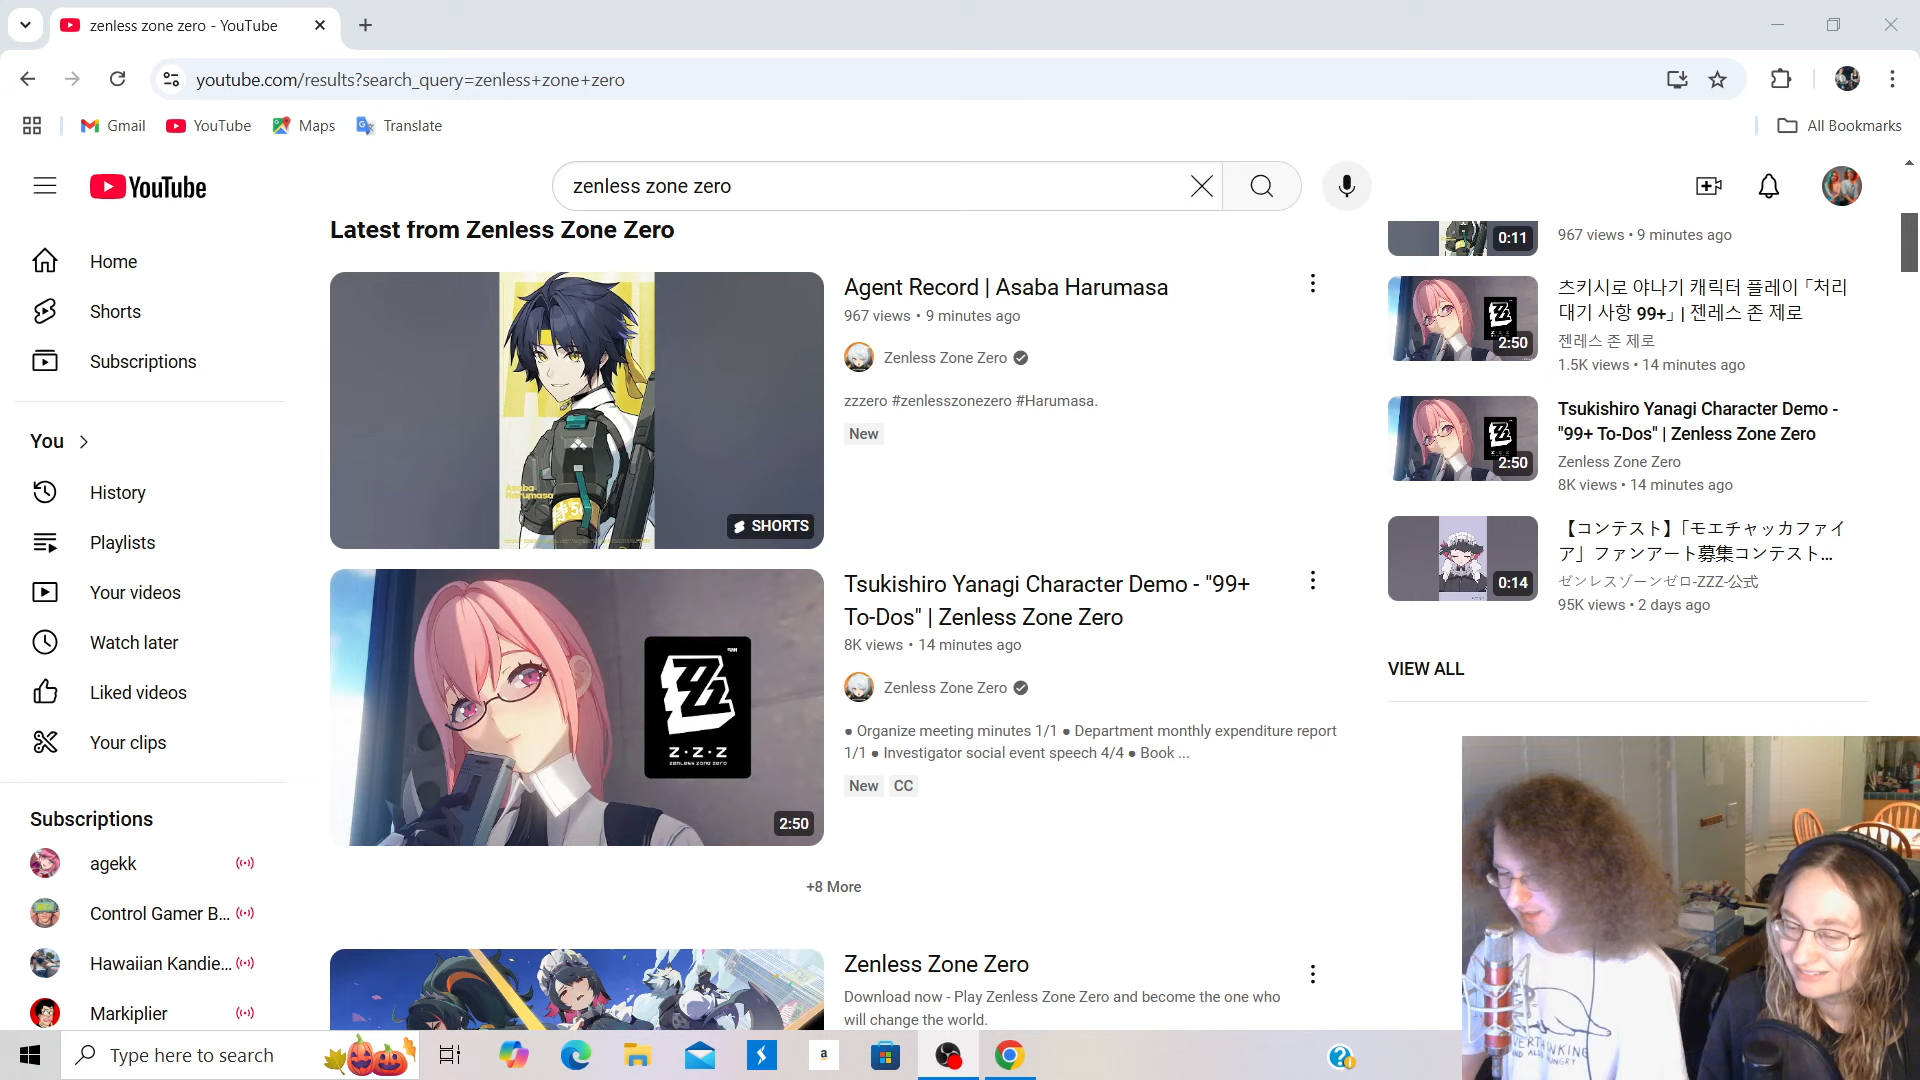 zenless zone zero - YouTube
youtube.com/results?search_query=zenless+zone+zero
Gmail
YouTube
Maps
Translate
All Bookmarks
YouTube
zenless zone zero
Home
Shorts
Subscriptions
You
History
Playlists
Your videos
Watch later
Liked videos
Your clips
Subscriptions
agekk
Control Gamer B...
Hawaiian Kandie...
Markiplier
Latest from Zenless Zone Zero
Asaba
Harumasa
SHORTS
Agent Record | Asaba Harumasa
967 views • 9 minutes ago
Zenless Zone Zero
zzzero #zenlesszonezero #Harumasa.
New
Z·Z·Z
ZENLESS ZONE ZERO
2:50
Tsukishiro Yanagi Character Demo - "99+
To-Dos" | Zenless Zone Zero
8K views • 14 minutes ago
Zenless Zone Zero
● Organize meeting minutes 1/1 ● Department monthly expenditure report
1/1 ● Investigator social event speech 4/4 ● Book ...
New CC
+8 More
Zenless Zone Zero
Download now - Play Zenless Zone Zero and become the one who
will change the world.
0:11
967 views • 9 minutes ago
2:50
츠키시로 야나기 캐릭터 플레이 「처리
대기 사항 99+」 | 젠레스 존 제로
젠레스 존 제로
1.5K views • 14 minutes ago
2:50
Tsukishiro Yanagi Character Demo -
"99+ To-Dos" | Zenless Zone Zero
Zenless Zone Zero
8K views • 14 minutes ago
0:14
【コンテスト】「モエチャッカファイ
ア」ファンアート募集コンテスト...
ゼンレスゾーンゼロ-ZZZ-公式
95K views • 2 days ago
VIEW ALL
OVERTHINKING
AND ALSO HUNGRY
Type here to search
a